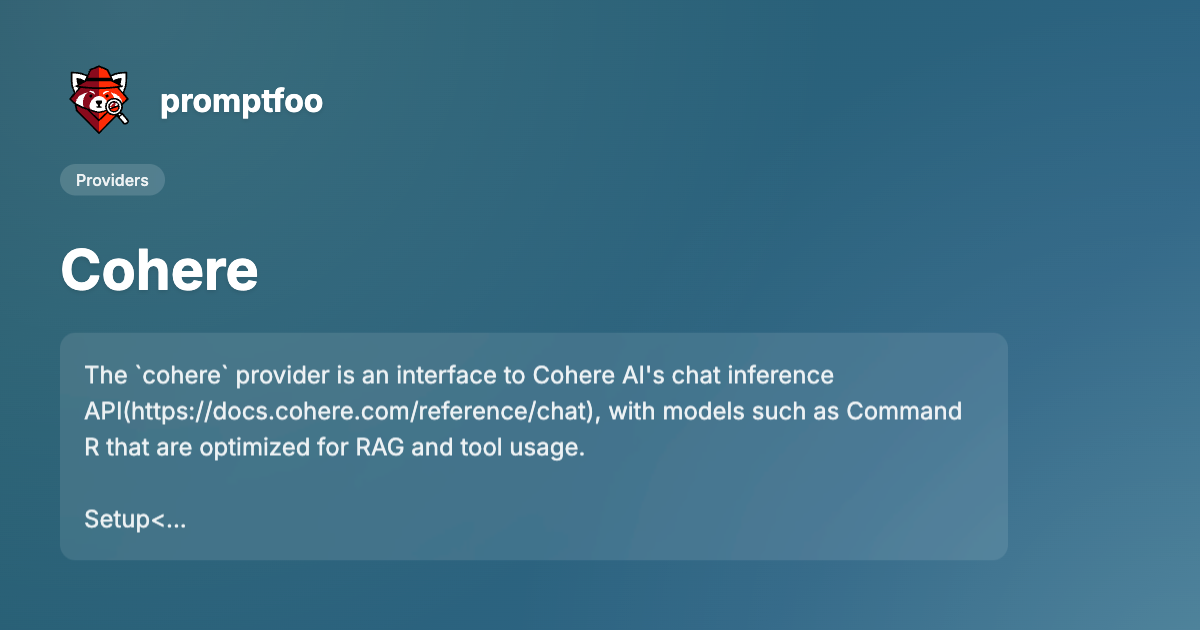 promptfoo
Providers
Cohere
The `cohere` provider is an interface to Cohere AI's chat inference
API(https://docs.cohere.com/reference/chat), with models such as Command
R that are optimized for RAG and tool usage.
Setup<...